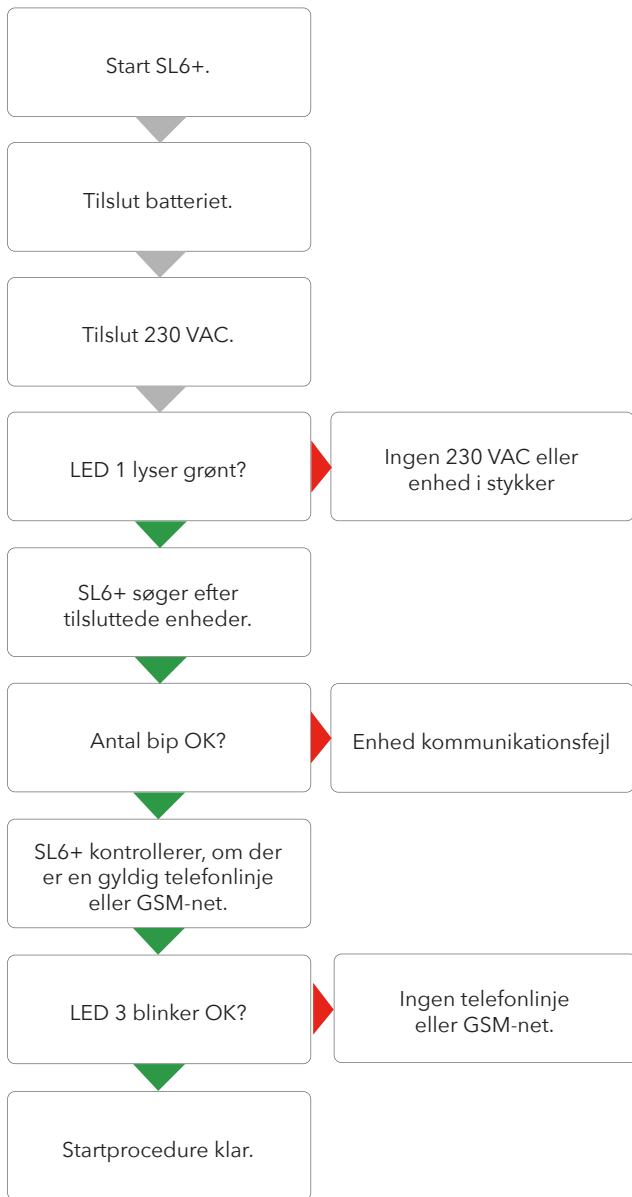 Start SL6+.
Tilslut batteriet.
Tilslut 230 VAC.
LED 1 lyser grønt?
Ingen 230 VAC eller
enhed i stykker
SL6+ søger efter
tilsluttede enheder.
Antal bip OK?
Enhed kommunikationsfejl
SL6+ kontrollerer, om der
er en gyldig telefonlinje
eller GSM-net.
LED 3 blinker OK?
Ingen telefonlinje
eller GSM-net.
Startprocedure klar.